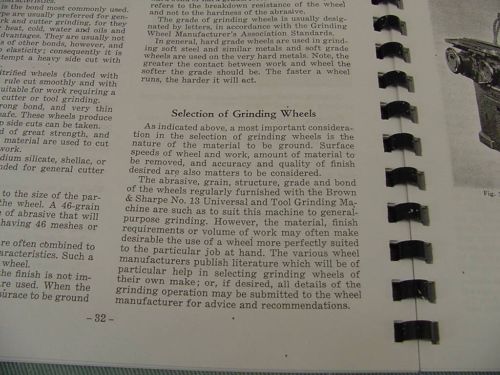 racteristics.
is the bond most commonly used.
pe are usually preferred for gen-
rk and cutter grinding, for they
heat, cold, water and oils and
dvantages. They are usually not
s of other bonds, however, and
elasticity; consequently it is
ttempt a heavy side cut with
itrified wheels (bonded with
rule cut smoothly and with
uitable for work requiring a
cutter or tool grinding.
rong bond, and very thin
safe. These wheels produce
p side cuts can be taken.
d of great strength, and
material are used to cut
work.
dium silicate, shellac, or
nded for general cutter
to the size of the par-
the wheel. A 46-grain
e of abrasive that will
having 46 meshes or
re often combined to
aracteristics. Such a
wheel.
the finish is not im-
re used. When the
urface to be ground
refers to the breakdown resistance of the wheel
and not to the hardness of the abrasive.
The grade of grinding wheels is usually desig-
nated by letters, in accordance with the Grinding
Wheel Manufacturer's Association Standards.
In general, hard grade wheels are used in grind-
ing soft steel and similar metals and soft grade
wheels are used on the very hard metals. Note, the
greater the contact between work and wheel the
softer the grade should be. The faster a wheel
runs, the harder it will act.
Selection of Grinding Wheels
As indicated above, a most important considera-
tion in the selection of grinding wheels is the
nature of the material to be ground. Surface
speeds of wheel and work, amount of material to
be removed, and accuracy and quality of finish
desired are also matters to be considered.
The abrasive, grain, structure, grade and bond
of the wheels regularly furnished with the Brown
& Sharpe No. 13 Universal and Tool Grinding Ma-
chine are such as to suit this machine to general-
purpose grinding. However, the material, finish
requirements or volume of work may often make
desirable the use of a wheel more perfectly suited
to the particular job at hand. The various wheel
manufacturers publish literature which will be of
particular help in selecting grinding wheels of
their own make; or, if desired, all details of the
grinding operation may be submitted to the wheel
manufacturer for advice and recommendations.
- 32 -
Fig.